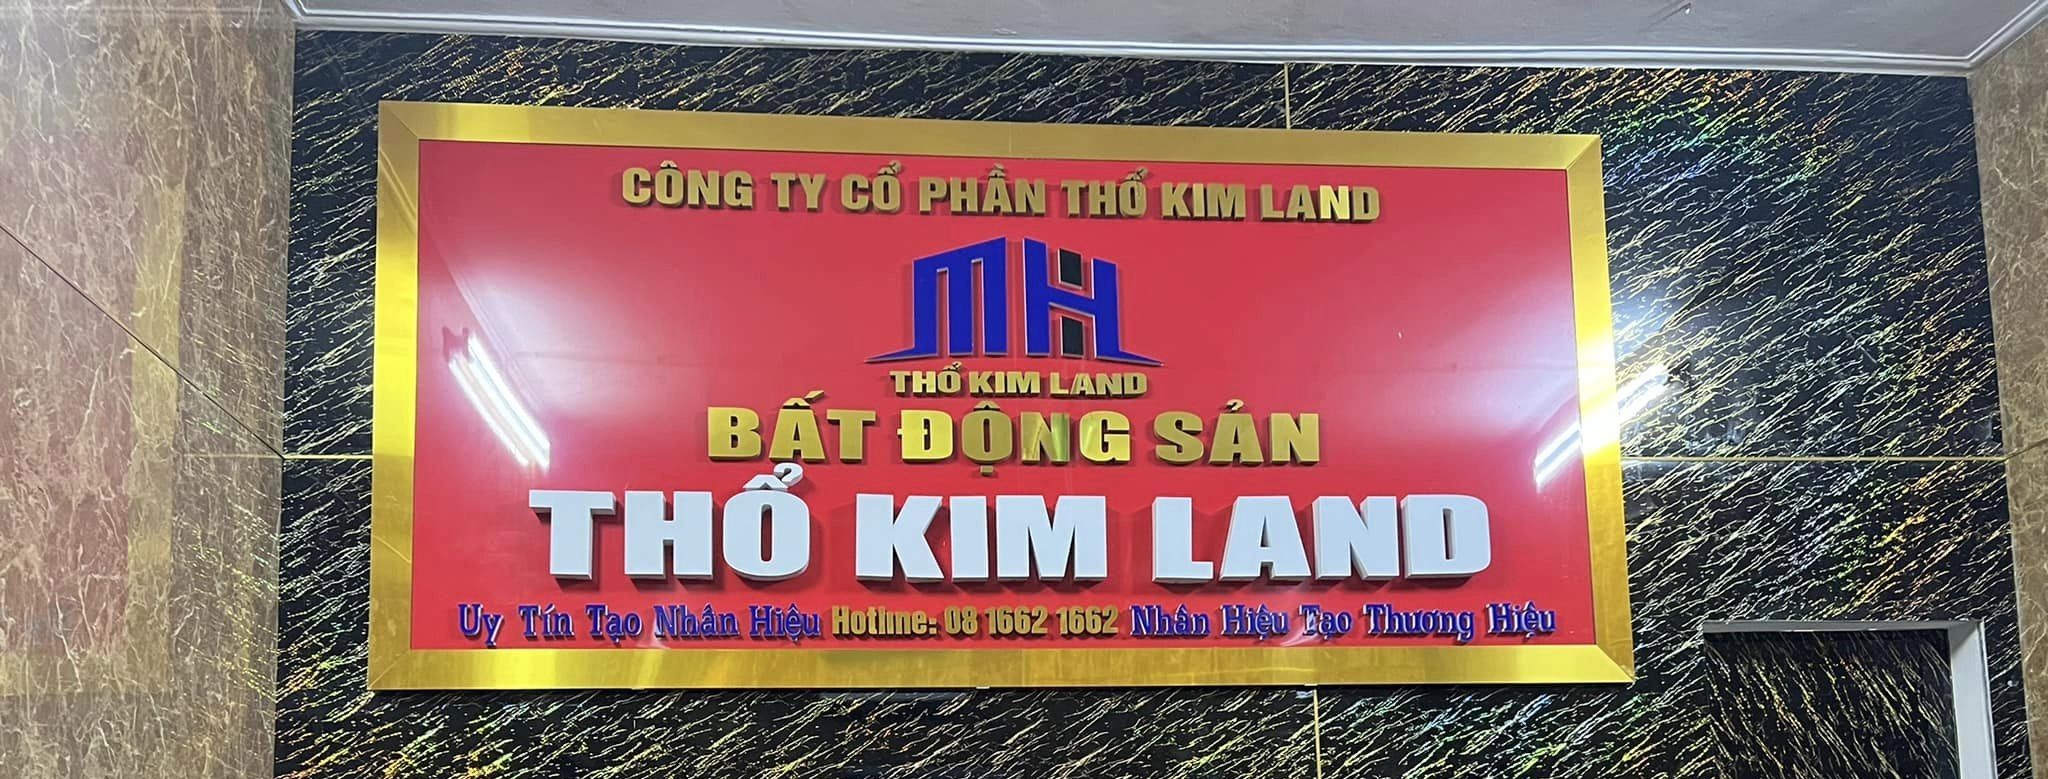 CÔNG TY CỔ PHẦN THỔ KIM LAND
MH
THỔ KIM LAND
BẤT ĐỘNG SẢN
THỔ KIM LAND
Uy Tín Tạo Nhân Hiệu Hotline: 08 1662 1662 Nhân Hiệu Tạo Thương Hiệu